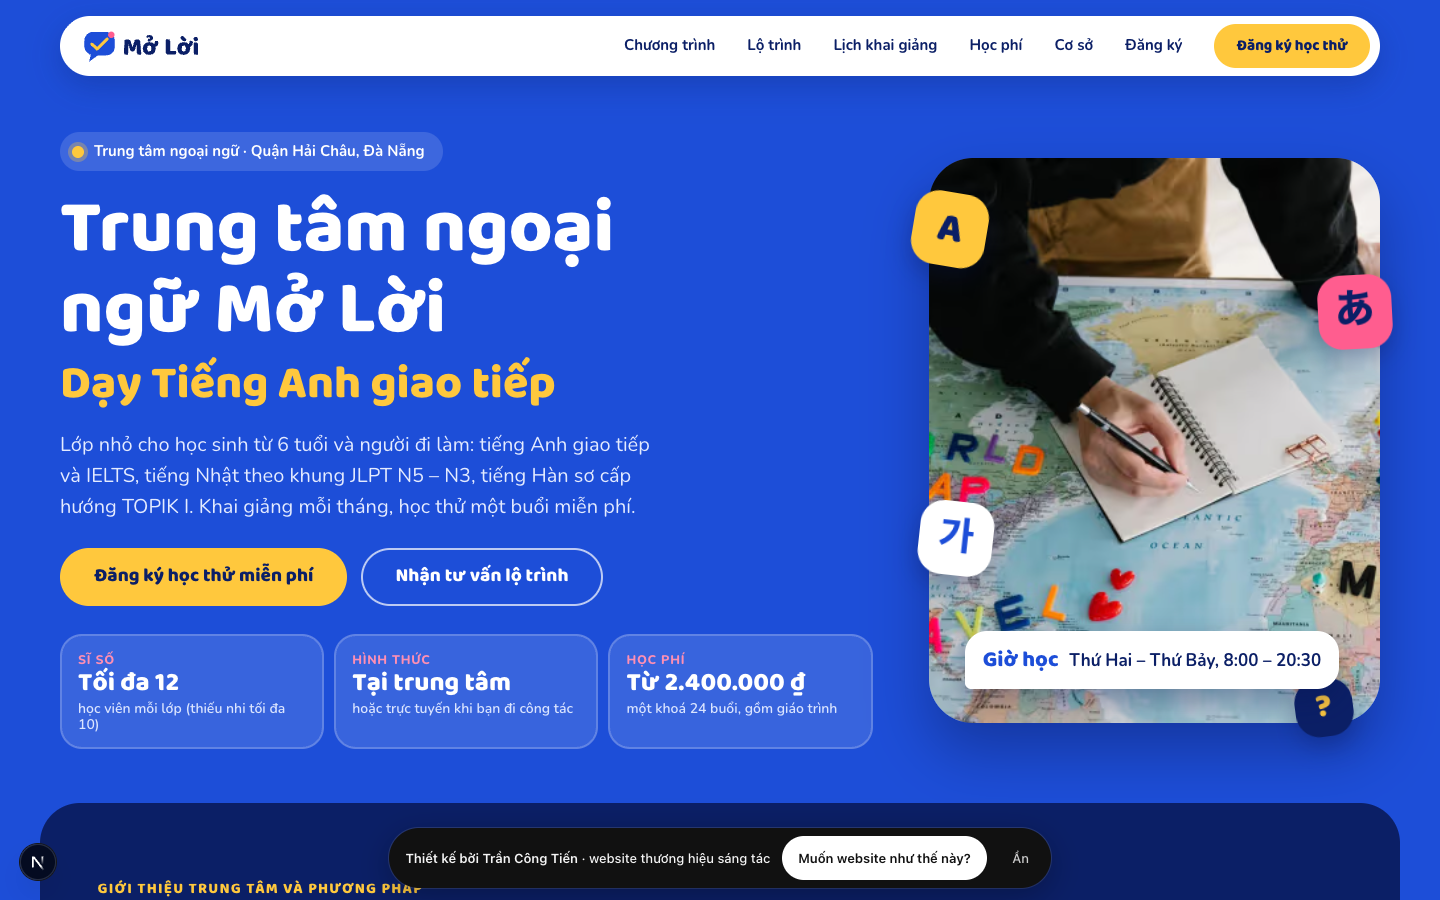 Mở Lời
Chương trình
Lộ trình
Lịch khai giảng
Học phí
Cơ sở
Đăng ký
Đăng ký học thử
Trung tâm ngoại ngữ · Quận Hải Châu, Đà Nẵng
Trung tâm ngoại
ngữ Mở Lời
Dạy Tiếng Anh giao tiếp
Lớp nhỏ cho học sinh từ 6 tuổi và người đi làm: tiếng Anh giao tiếp
và IELTS, tiếng Nhật theo khung JLPT N5 – N3, tiếng Hàn sơ cấp
hướng TOPIK I. Khai giảng mỗi tháng, học thử một buổi miễn phí.
Đăng ký học thử miễn phí
Nhận tư vấn lộ trình
SĨ SỐ
Tối đa 12
học viên mỗi lớp (thiếu nhi tối đa
10)
HÌNH THỨC
Tại trung tâm
hoặc trực tuyến khi bạn đi công tác
HỌC PHÍ
Từ 2.400.000 ₫
một khoá 24 buổi, gồm giáo trình
A
あ
RLD
AP
가
ATLANTIC
OCEAN
VEL
M
MAURITANIA
Giờ học Thứ Hai – Thứ Bảy, 8:00 – 20:30
?
GIỚI THIỆU TRUNG TÂM VÀ PHƯƠNG PHÁP
N
Thiết kế bởi Trần Công Tiến · website thương hiệu sáng tác
Muốn website như thế này?
Ẩn